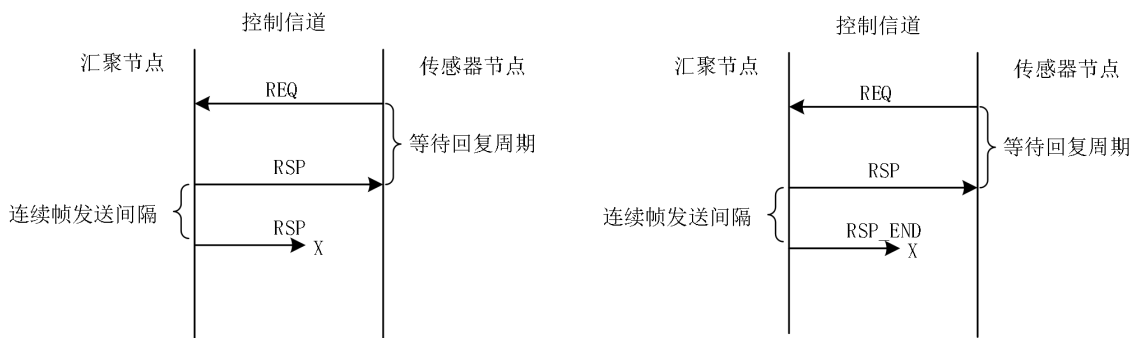 控制信道
汇聚节点
传感器节点
REQ
等待回复周期
RSP
连续帧发送间隔
RSP
X
控制信道
汇聚节点
传感器节点
REQ
等待回复周期
RSP
连续帧发送间隔
RSP_END
X